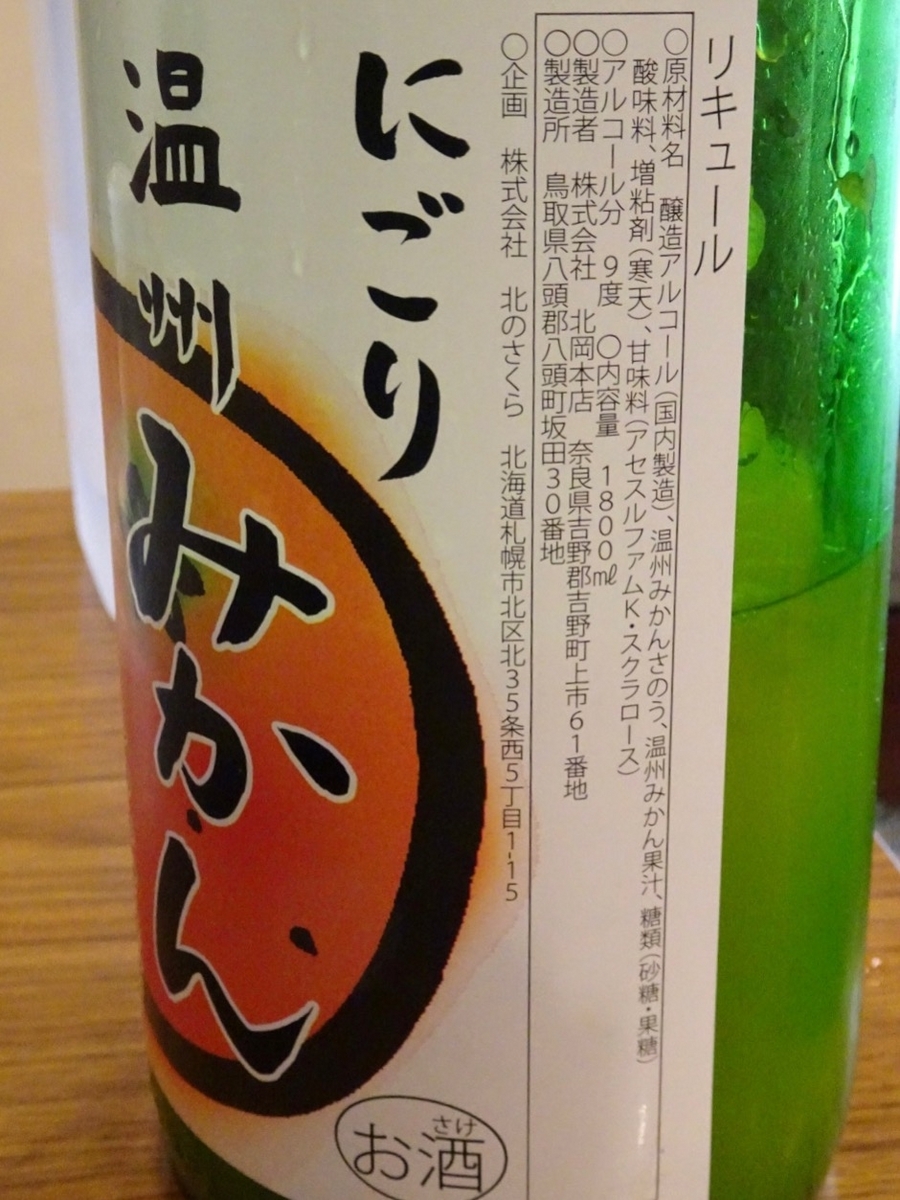 リキュール
○原材料名 醸造アルコール(国内製造)、温州みかんさのう、温州みかん果汁、糖類(砂糖・果糖)
酸味料、増粘剤(寒天)、甘味料(アセスルファムK・スクラロース)
○アルコール分 9度 ○内容量 1800㎖
○製造者 株式会社 北岡本店 奈良県吉野郡吉野町上市61番地
○製造所 鳥取県八頭郡八頭町坂田30番地
○企画 株式会社 北のさくら 北海道札幌市北区北35条西5丁目1-15
にごり
温州みかん
さけ
お酒